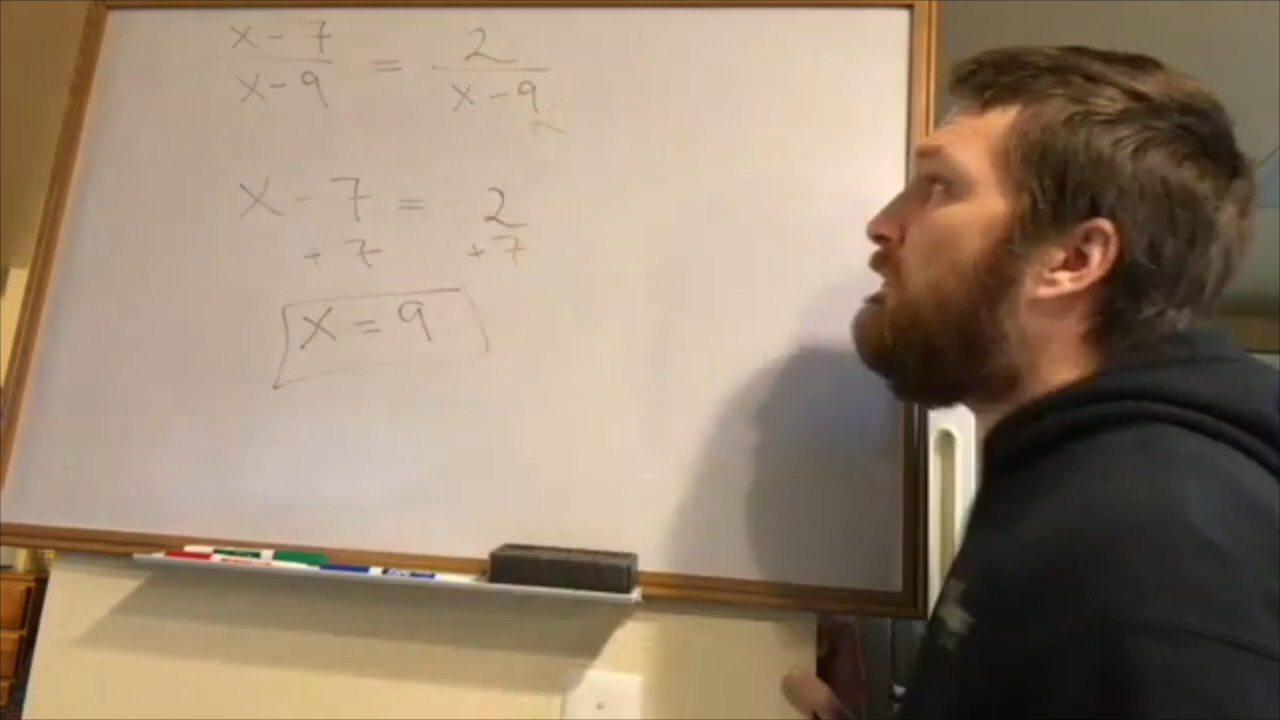 x - 7 = 2
x - 9 x - 9
x - 7 = 2
+ 7 + 7
x = 9